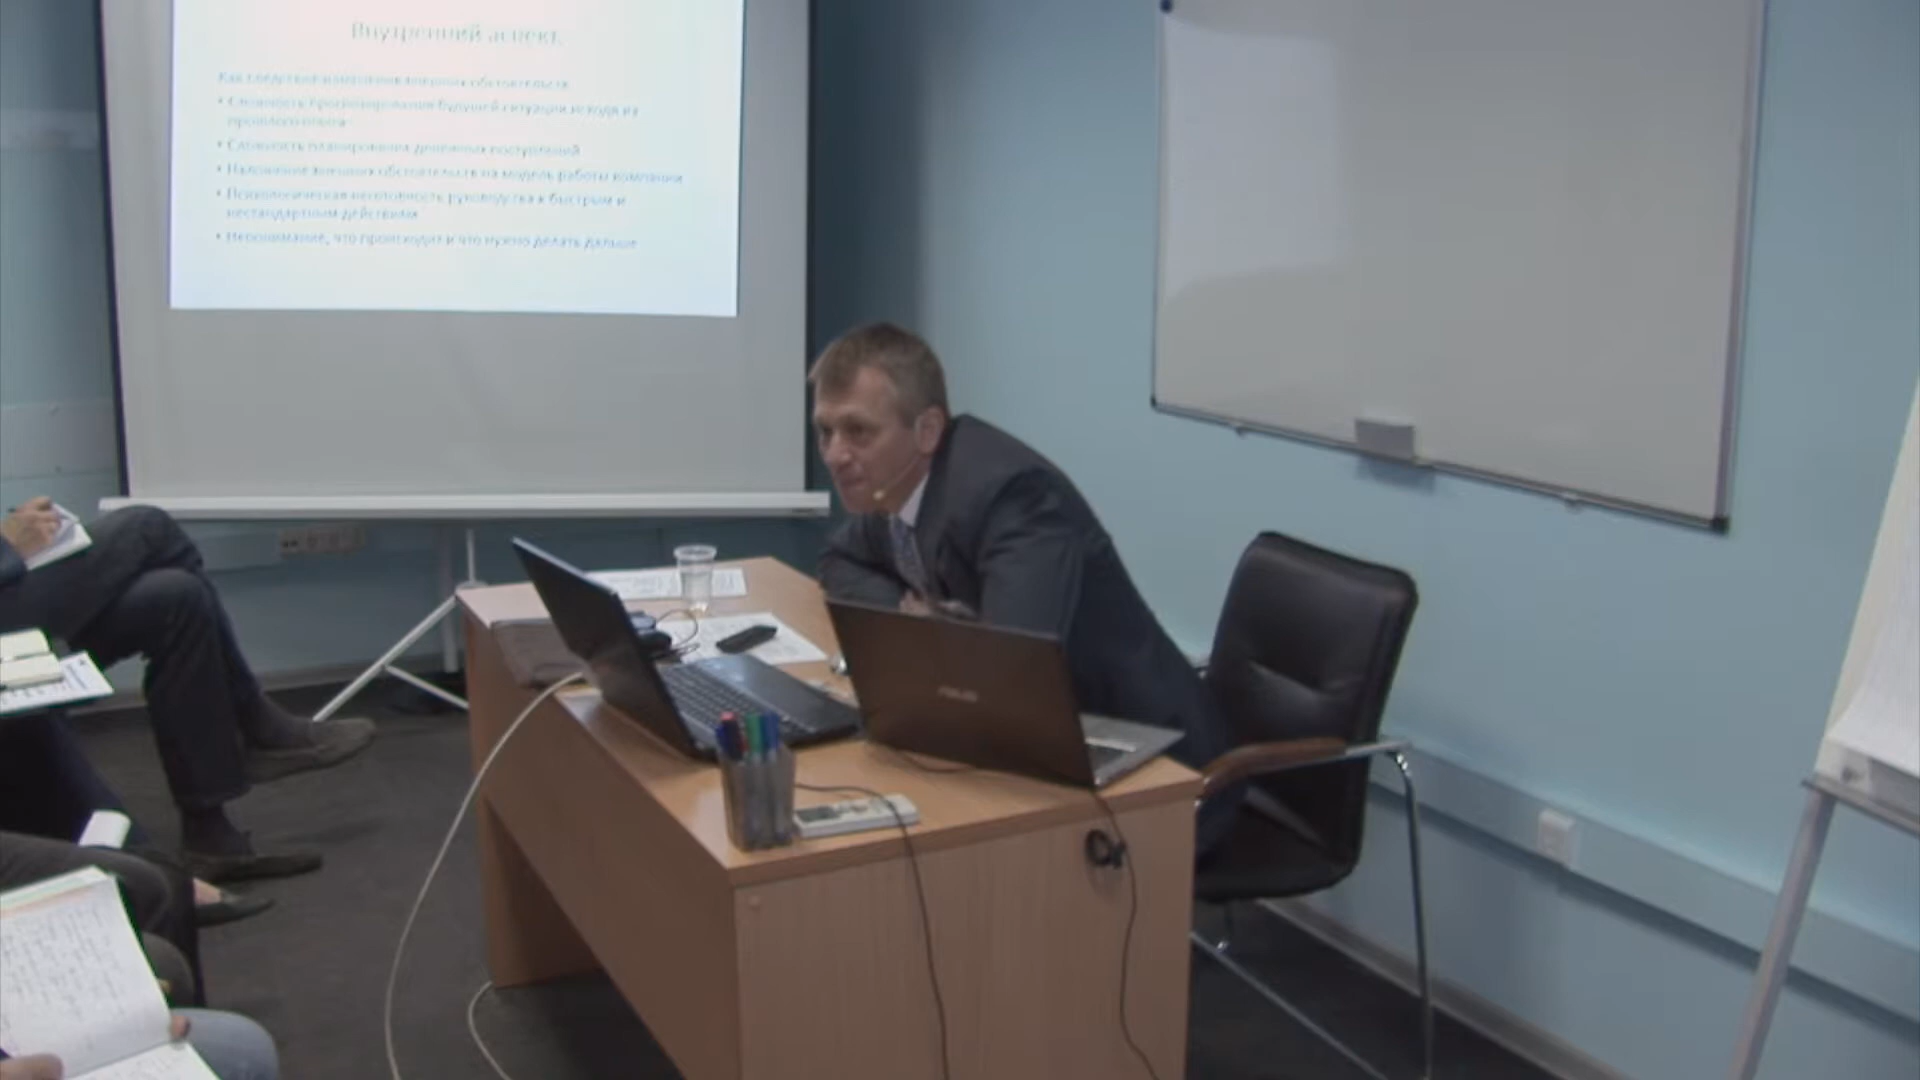 Внутренний аспект
Как следствие изменения внешних обстоятельств
• Сложность прогнозирования будущей ситуации исходя из
прошлого опыта
• Сложность планирования денежных поступлений
• Наложение внешних обстоятельств на модель работы компании
• Психологическая неготовность руководства к быстрым и
нестандартным действиям
• Непонимание, что происходит и что нужно делать дальше
ASUS